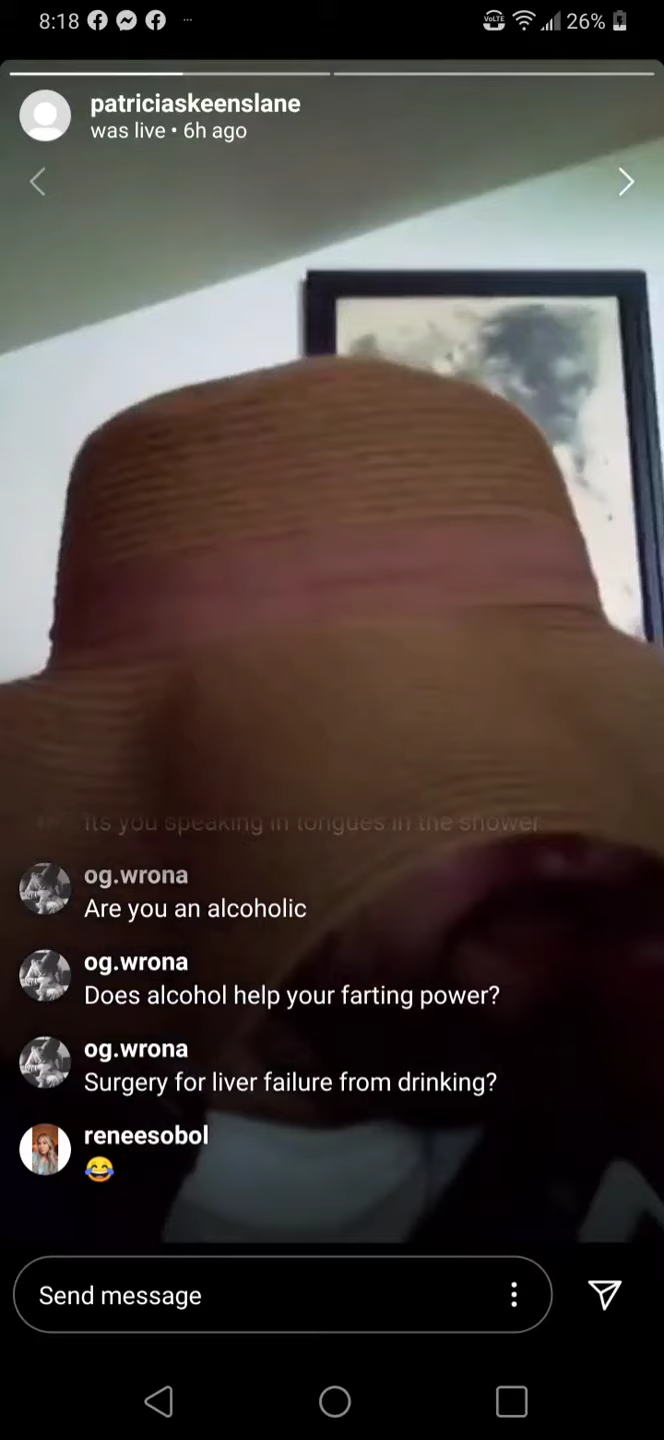 8:18
VoLTE
26%
patriciaskeenslane
was live • 6h ago
Its you speaking in tongues in the shower
og.wrona
Are you an alcoholic
og.wrona
Does alcohol help your farting power?
og.wrona
Surgery for liver failure from drinking?
reneesobol
😂
Send message